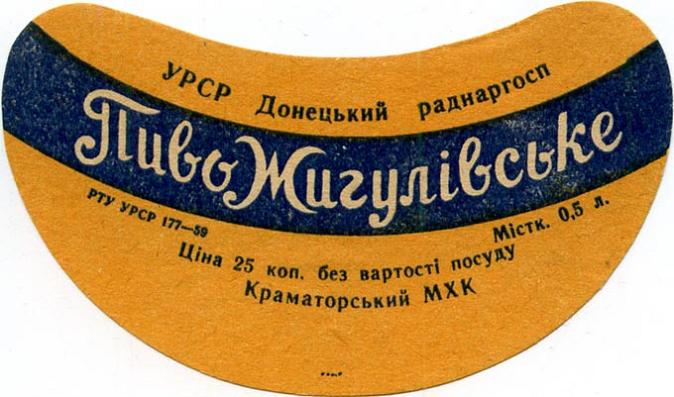 УРСР Донецький раднаргосп
Пиво Жигулівське
РТУ УРСР 177—59
Містк. 0,5 л.
Ціна 25 коп. без вартості посуду
Краматорський МХК